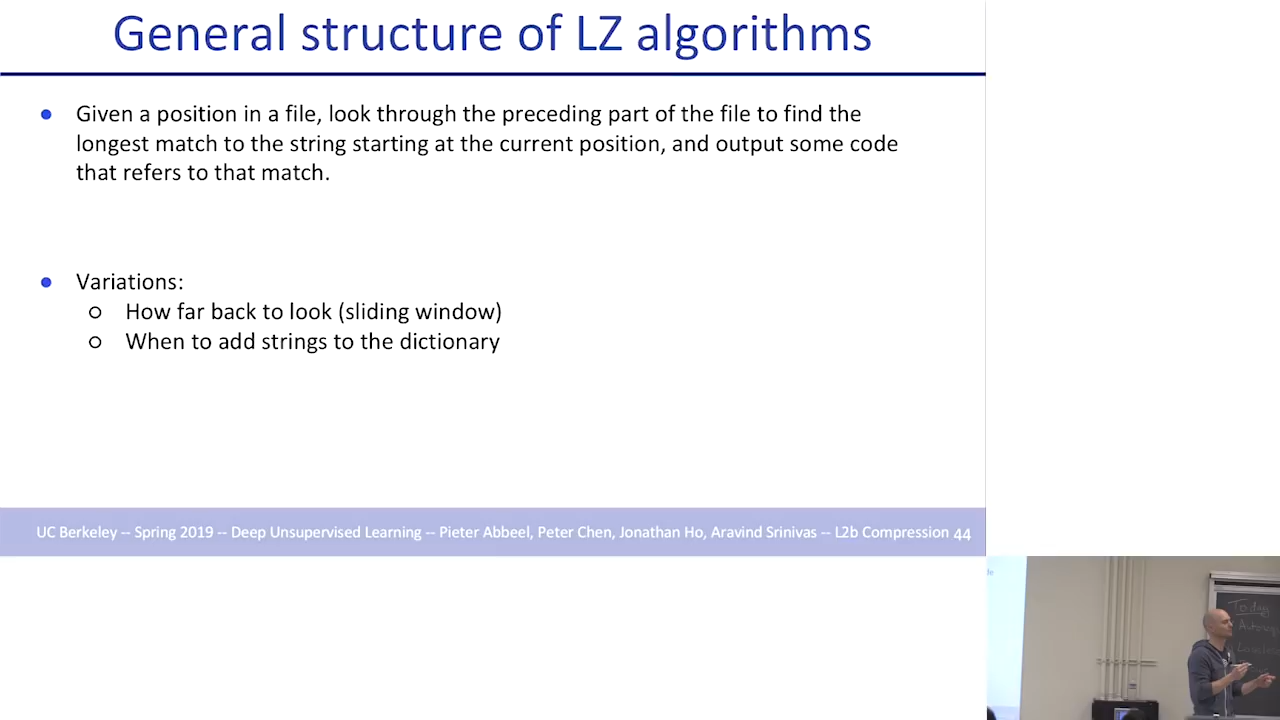 General structure of LZ algorithms
● Given a position in a file, look through the preceding part of the file to find the
longest match to the string starting at the current position, and output some code
that refers to that match.
● Variations:
○ How far back to look (sliding window)
○ When to add strings to the dictionary
UC Berkeley -- Spring 2019 -- Deep Unsupervised Learning -- Pieter Abbeel, Peter Chen, Jonathan Ho, Aravind Srinivas -- L2b Compression 44
Today